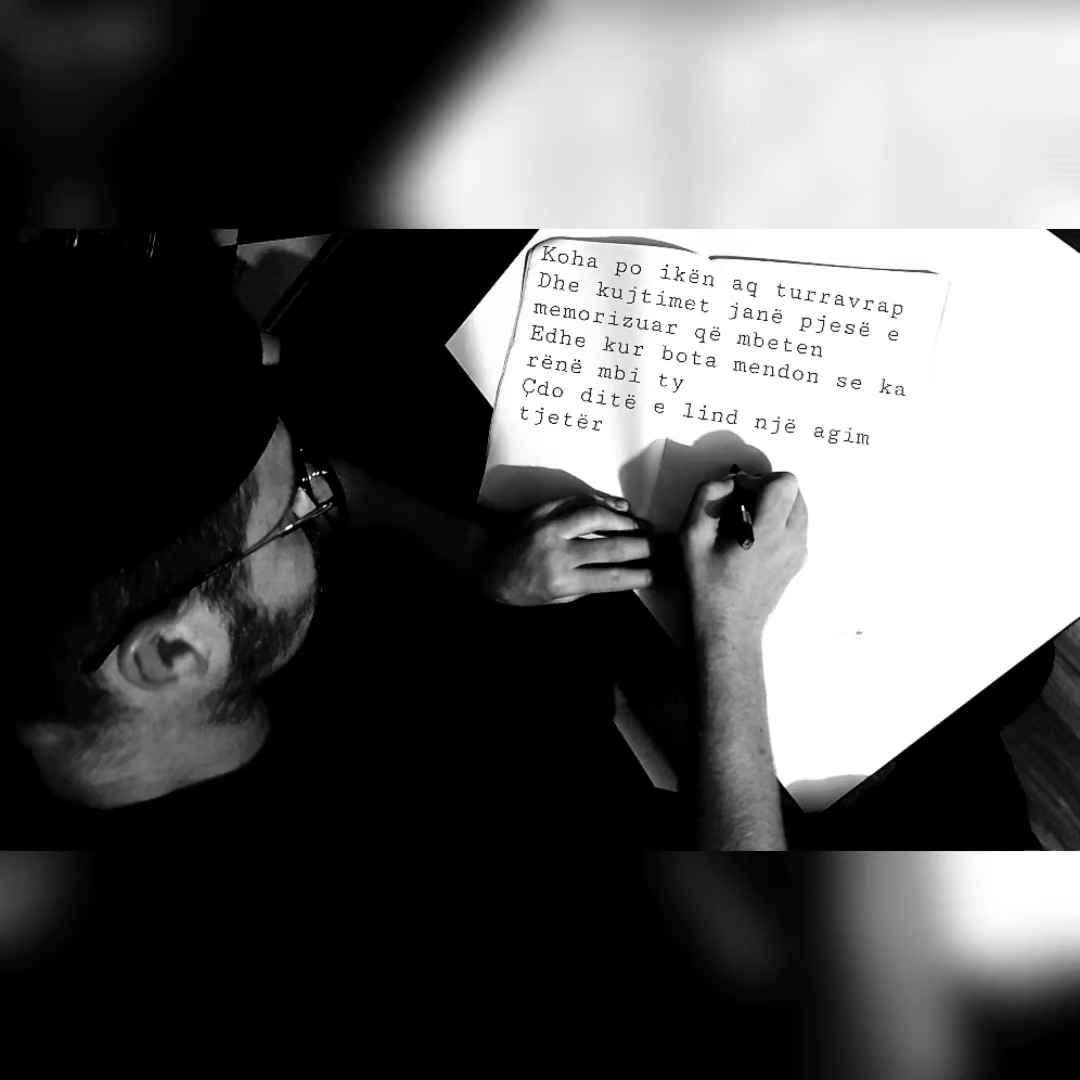 Koha po ikën aq turravrap
Dhe kujtimet janë pjesë e
memorizuar që mbeten
Edhe kur bota mendon se ka
rënë mbi ty
Çdo ditë e lind një agim
tjetër